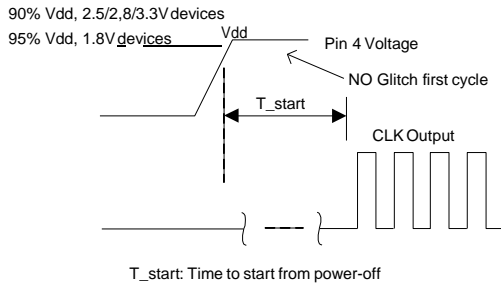 90% Vdd, 2.5/2,8/3.3V devices
95% Vdd, 1.8V devices
Vdd
Pin 4 Voltage
NO Glitch first cycle
T_start
CLK Output
T_start: Time to start from power-off